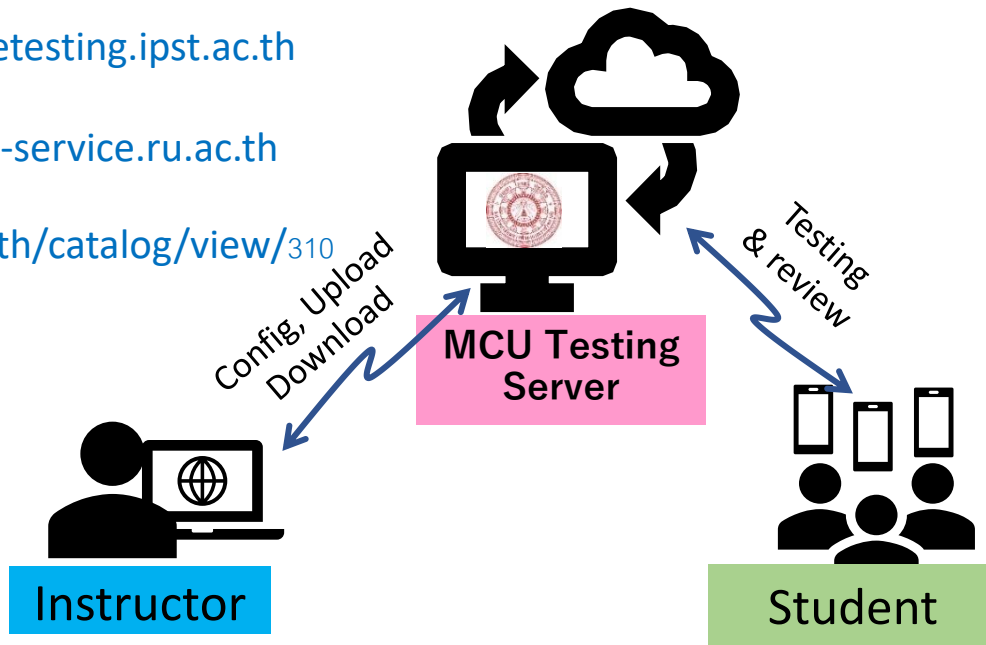 etesting.ipst.ac.th
-service.ru.ac.th
th/catalog/view/310
Config, Upload
Download
Testing
& review
MCU Testing
Server
Instructor
Student